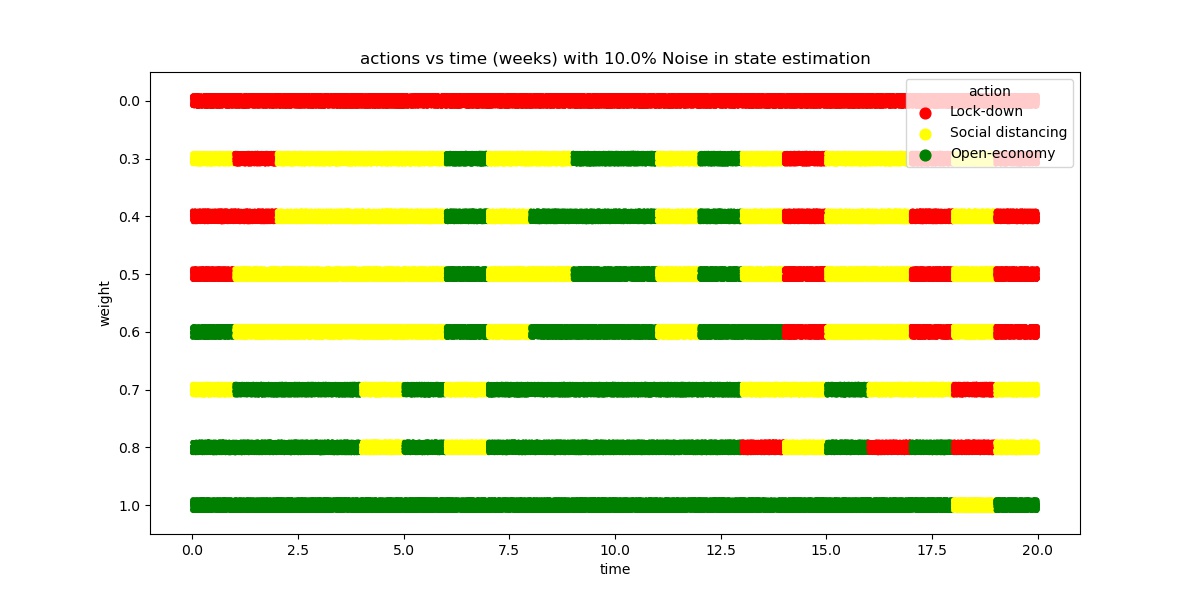 actions vs time (weeks) with 10.0% Noise in state estimation
action
Lock-down
Social distancing
Open-economy
weight
0.0
0.3
0.4
0.5
0.6
0.7
0.8
1.0
0.0 2.5 5.0 7.5 10.0 12.5 15.0 17.5 20.0
time